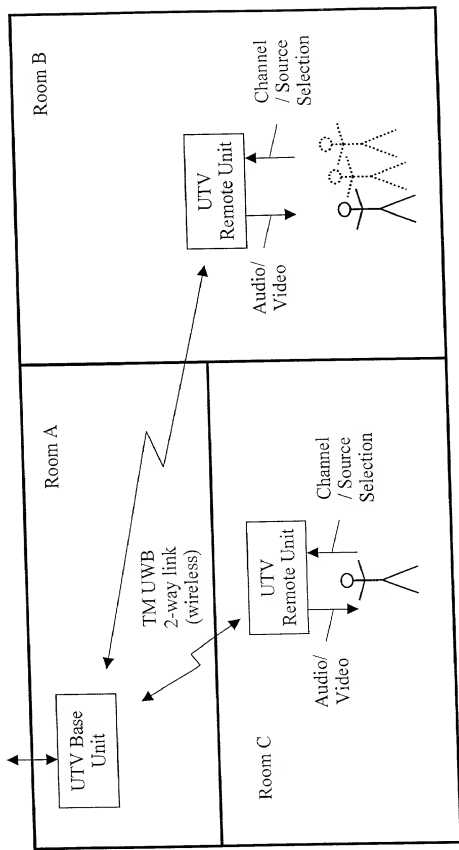 Room A
Room B
UTV Base
Unit
TM UWB
2-way link
(wireless)
UTV
Remote Unit
Audio/
Video
Channel
/ Source
Selection
Room C
UTV
Remote Unit
Audio/
Video
Channel
/ Source
Selection